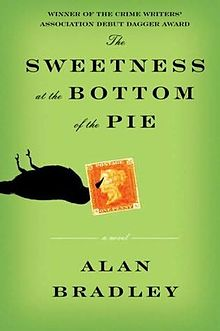 WINNER OF THE CRIME WRITERS'
ASSOCIATION DEBUT DAGGER AWARD
The
SWEETNESS
at the BOTTOM
of the PIE
a novel
ALAN
BRADLEY